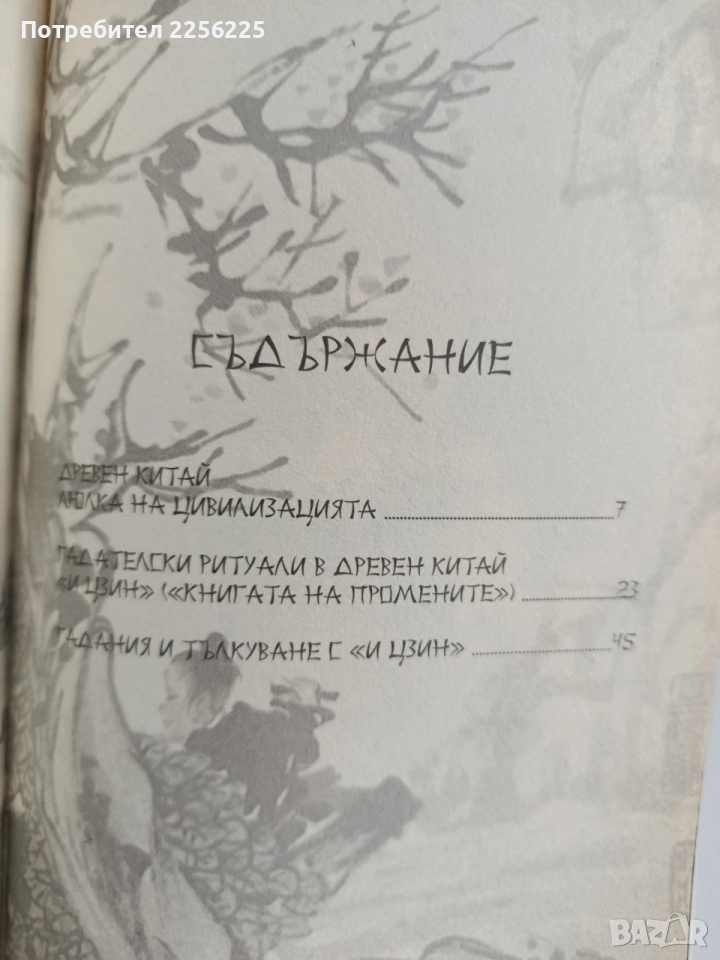 Потребител 2256225
СЪДЪРЖАНИЕ
ДРЕВЕН КИТАЙ
ЛЮЛКА НА ЦИВИЛИЗАЦИЯТА ........ 7
ГАДАТЕЛСКИ РИТУАЛИ В ДРЕВЕН КИТАЙ
«И ЦЗИН» («КНИГАТА НА ПРОМЕНИТЕ») ........ 23
ГАДАНИЯ И ТЪЛКУВАНЕ С «И ЦЗИН» ........ 45
BAZAR